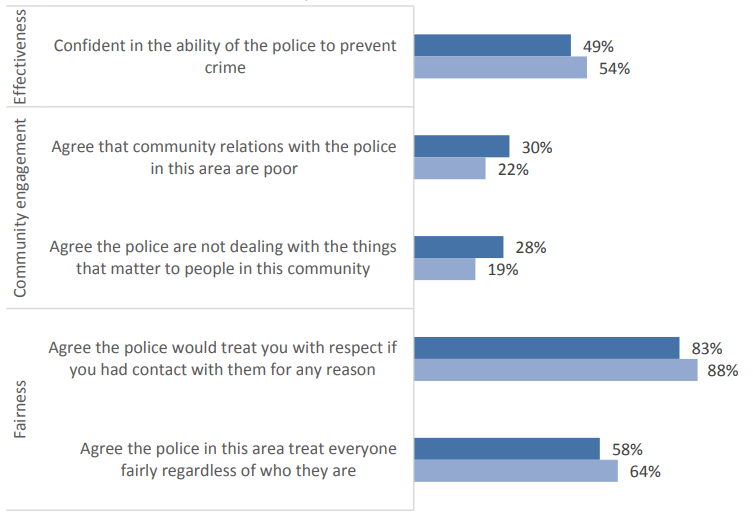 Effectiveness
Confident in the ability of the police to prevent
crime
49%
54%
Community engagement
Agree that community relations with the police
in this area are poor
30%
22%
Agree the police are not dealing with the things
that matter to people in this community
28%
19%
Fairness
Agree the police would treat you with respect if
you had contact with them for any reason
83%
88%
Agree the police in this area treat everyone
fairly regardless of who they are
58%
64%